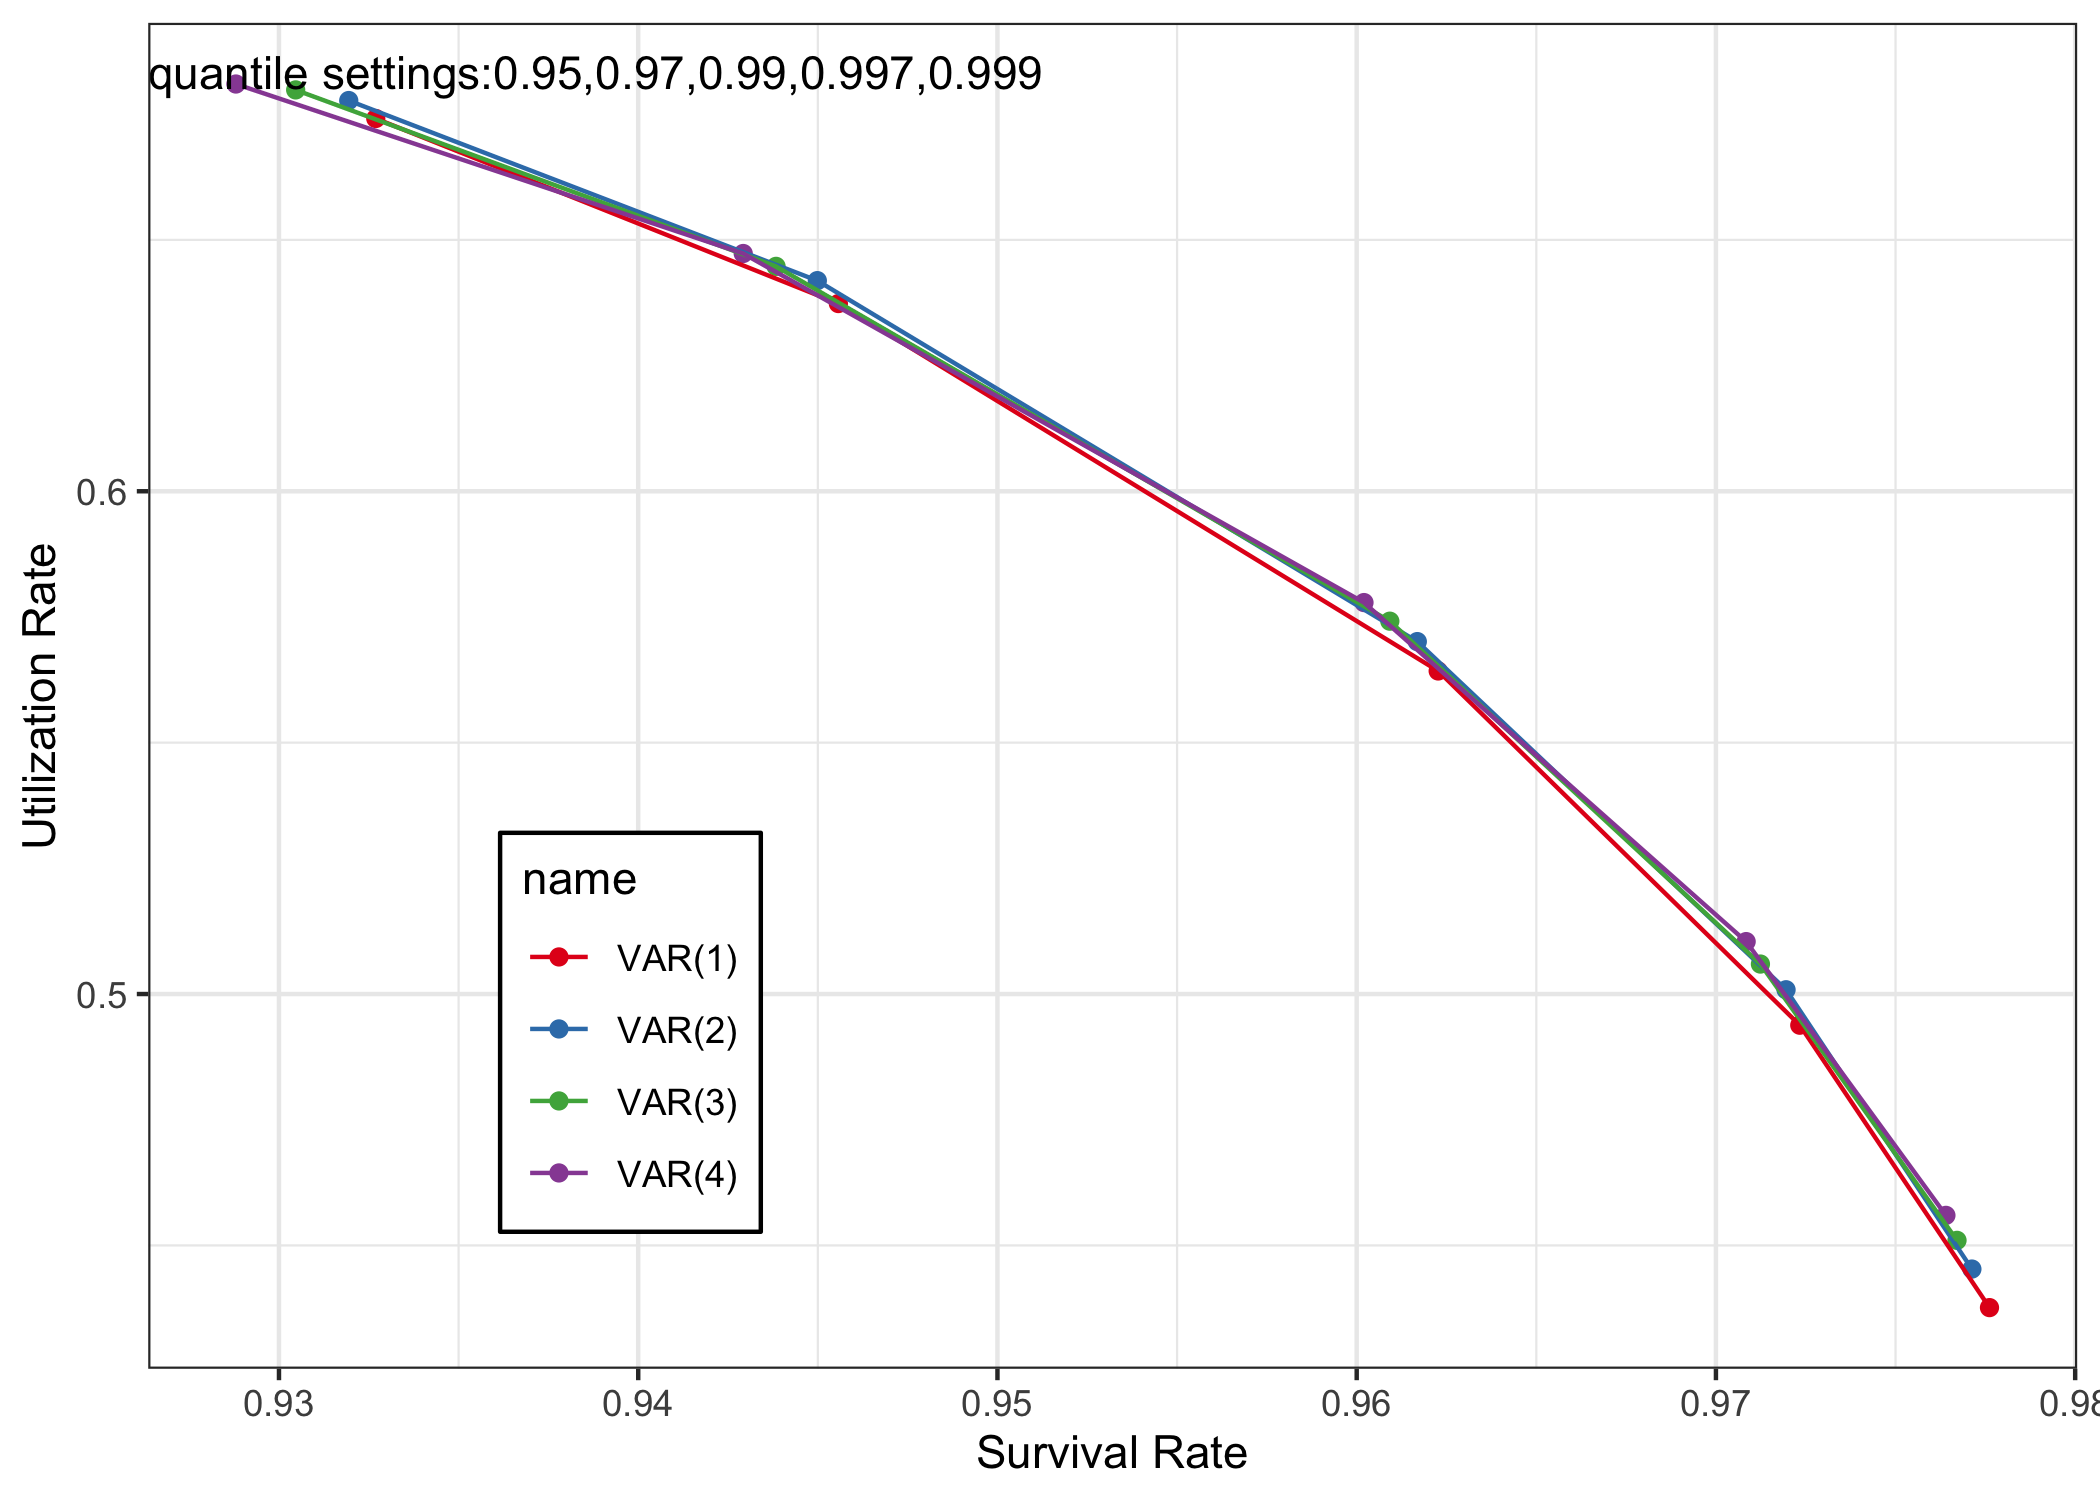 quantile settings:0.95,0.97,0.99,0.997,0.999
0.6
0.5
Utilization Rate
name
VAR(1)
VAR(2)
VAR(3)
VAR(4)
0.93 0.94 0.95 0.96 0.97 0.98
Survival Rate